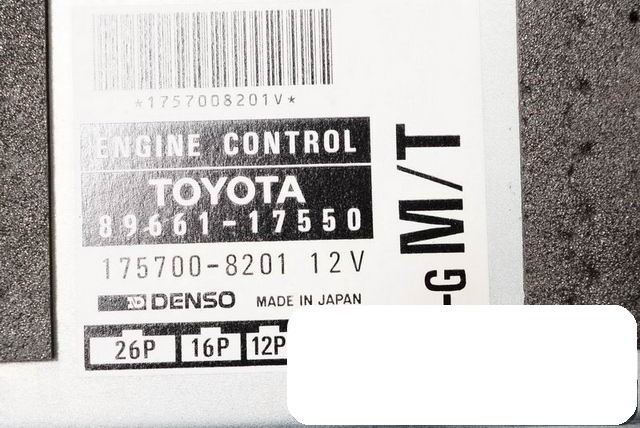 *1757008201V*
ENGINE CONTROL
TOYOTA
89661-17550
175700-8201 12V
DENSO MADE IN JAPAN
26P 16P 12P
-G M/T